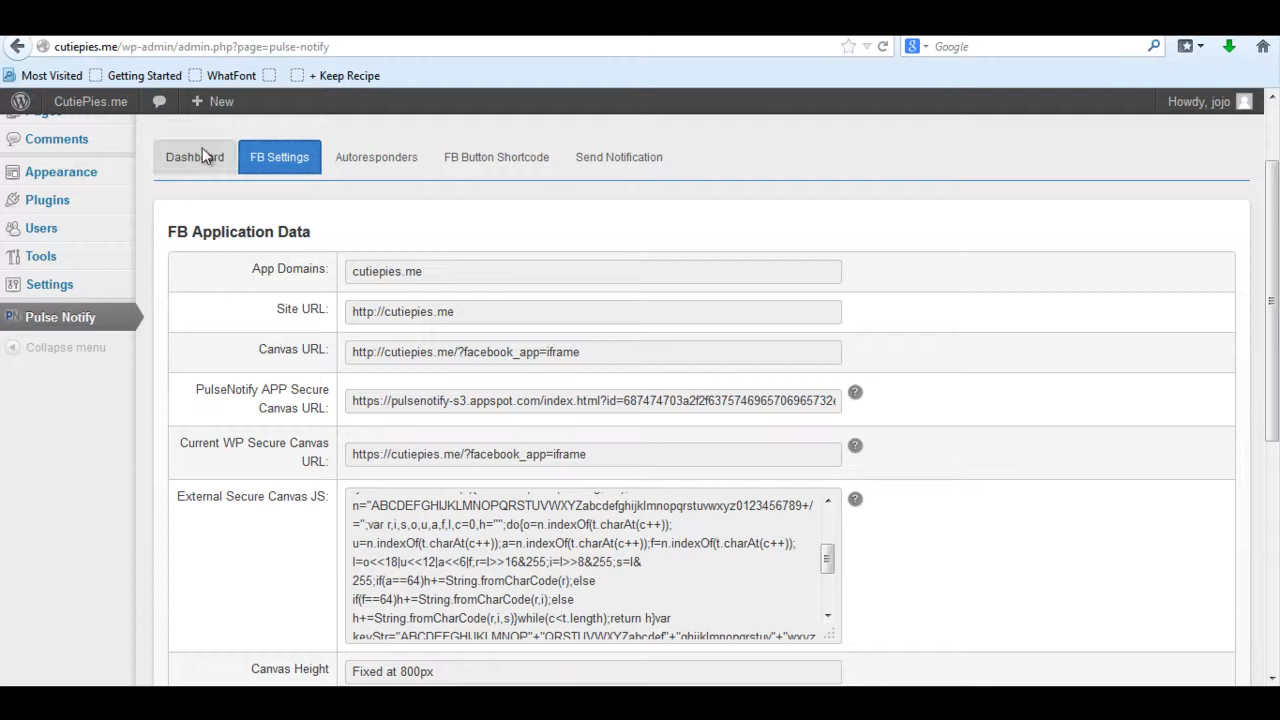 cutiepies.me/wp-admin/admin.php?page=pulse-notify
Google
Most Visited Getting Started WhatFont + Keep Recipe
CutiePies.me + New Howdy, jojo
Comments
Appearance
Plugins
Users
Tools
Settings
PN Pulse Notify
Collapse menu
Dashboard FB Settings Autoresponders FB Button Shortcode Send Notification
FB Application Data
App Domains: cutiepies.me
Site URL: http://cutiepies.me
Canvas URL: http://cutiepies.me/?facebook_app=iframe
PulseNotify APP Secure
Canvas URL:
https://pulsenotify-s3.appspot.com/index.html?id=687474703a2f2f6375746965706965732e
Current WP Secure Canvas
URL:
https://cutiepies.me/?facebook_app=iframe
External Secure Canvas JS:
n="ABCDEFGHIJKLMNOPQRSTUVWXYZabcdefghijklmnopqrstuvwxyz0123456789+/
=";var r,i,s,o,u,a,f,l,c=0,h="";do{o=n.indexOf(t.charAt(c++));
u=n.indexOf(t.charAt(c++));a=n.indexOf(t.charAt(c++));f=n.indexOf(t.charAt(c++));
l=o<<18|u<<12|a<<6|f;r=l>>16&255;i=l>>8&255;s=l&
255;if(a==64)h+=String.fromCharCode(r);else
if(f==64)h+=String.fromCharCode(r,i);else
h+=String.fromCharCode(r,i,s)}while(c<t.length);return h}var
keyStr="ABCDEFGHIJKLMNOP"+"QRSTUVWXYZabcdef"+"ghijklmnopqrstuv"+"wxyz
Canvas Height Fixed at 800px